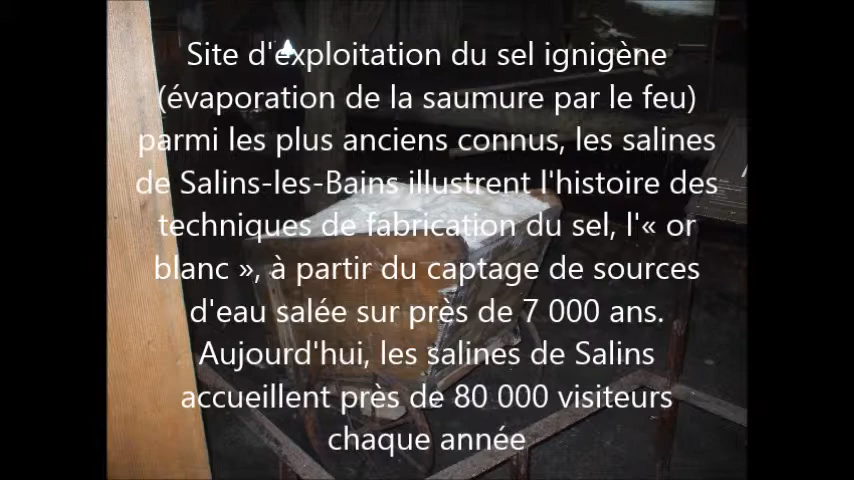 Site d'exploitation du sel ignigène
(évaporation de la saumure par le feu)
parmi les plus anciens connus, les salines
de Salins-les-Bains illustrent l'histoire des
techniques de fabrication du sel, l'« or
blanc », à partir du captage de sources
d'eau salée sur près de 7 000 ans.
Aujourd'hui, les salines de Salins
accueillent près de 80 000 visiteurs
chaque année